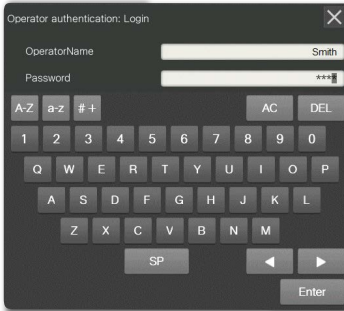 Operator authentication: Login
OperatorName Smith
Password ****
A-Z a-z #+ AC DEL
1 2 3 4 5 6 7 8 9 0
Q W E R T Y U I O P
A S D F G H J K L
Z X C V B N M
SP
Enter